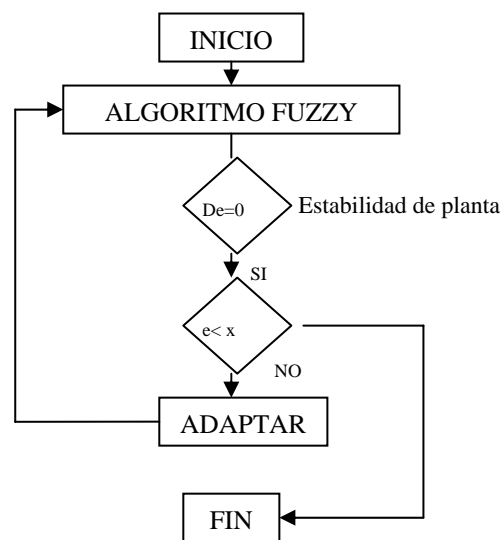 INICIO
ALGORITMO FUZZY
De=0
Estabilidad de planta
SI
e< x
NO
ADAPTAR
FIN